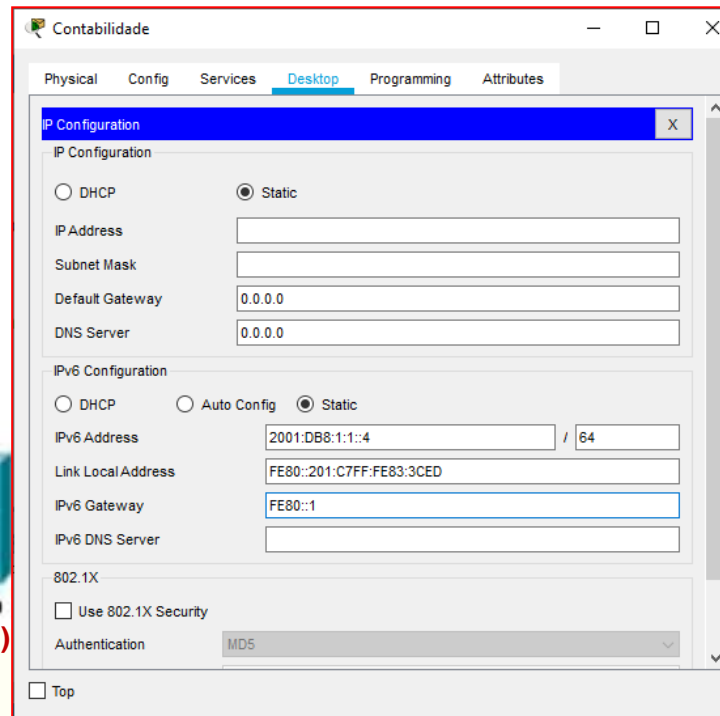 Contabilidade
Physical Config Services Desktop Programming Attributes
IP Configuration X
IP Configuration
DHCP Static
IP Address
Subnet Mask
Default Gateway 0.0.0.0
DNS Server 0.0.0.0
IPv6 Configuration
DHCP Auto Config Static
IPv6 Address 2001:DB8:1:1::4 / 64
Link Local Address FE80::201:C7FF:FE83:3CED
IPv6 Gateway FE80::1
IPv6 DNS Server
802.1X
Use 802.1X Security
)
Authentication MD5
Top